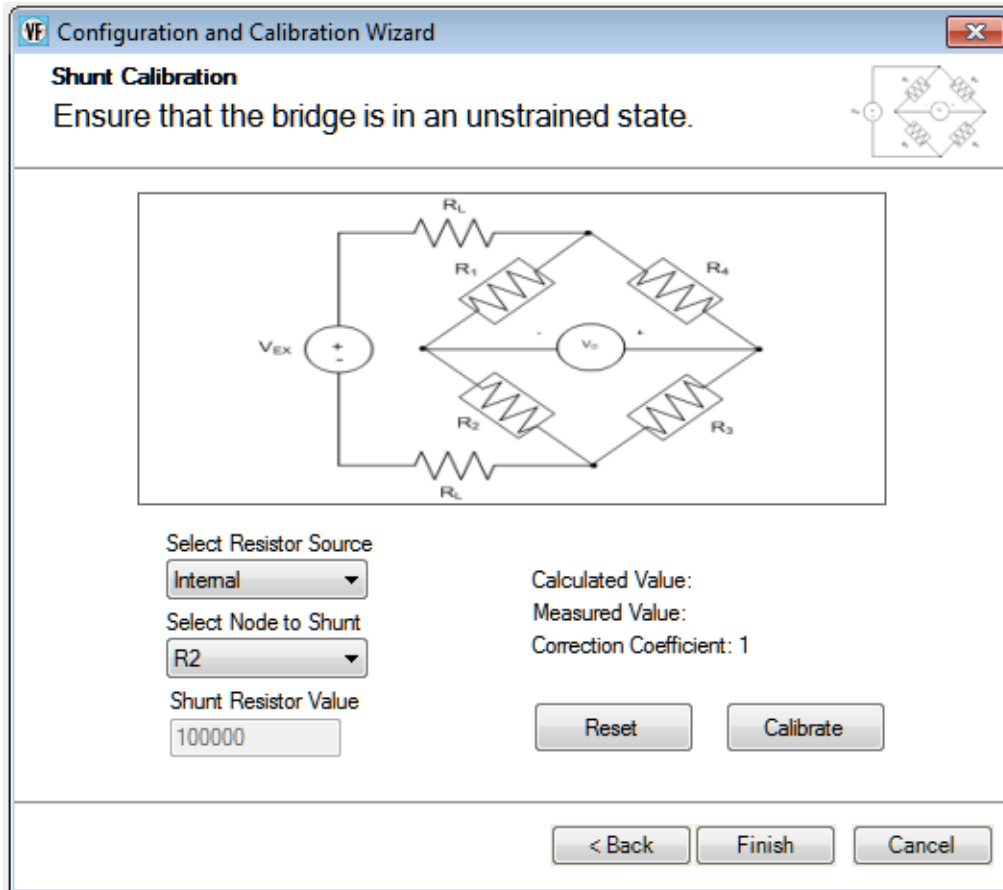 VF Configuration and Calibration Wizard
Shunt Calibration
Ensure that the bridge is in an unstrained state.
RL
R1
R4
VEX
+
-
-
+
Vo
R2
R3
RL
Select Resistor Source
Internal
Select Node to Shunt
R2
Shunt Resistor Value
100000
Calculated Value:
Measured Value:
Correction Coefficient: 1
Reset
Calibrate
< Back
Finish
Cancel